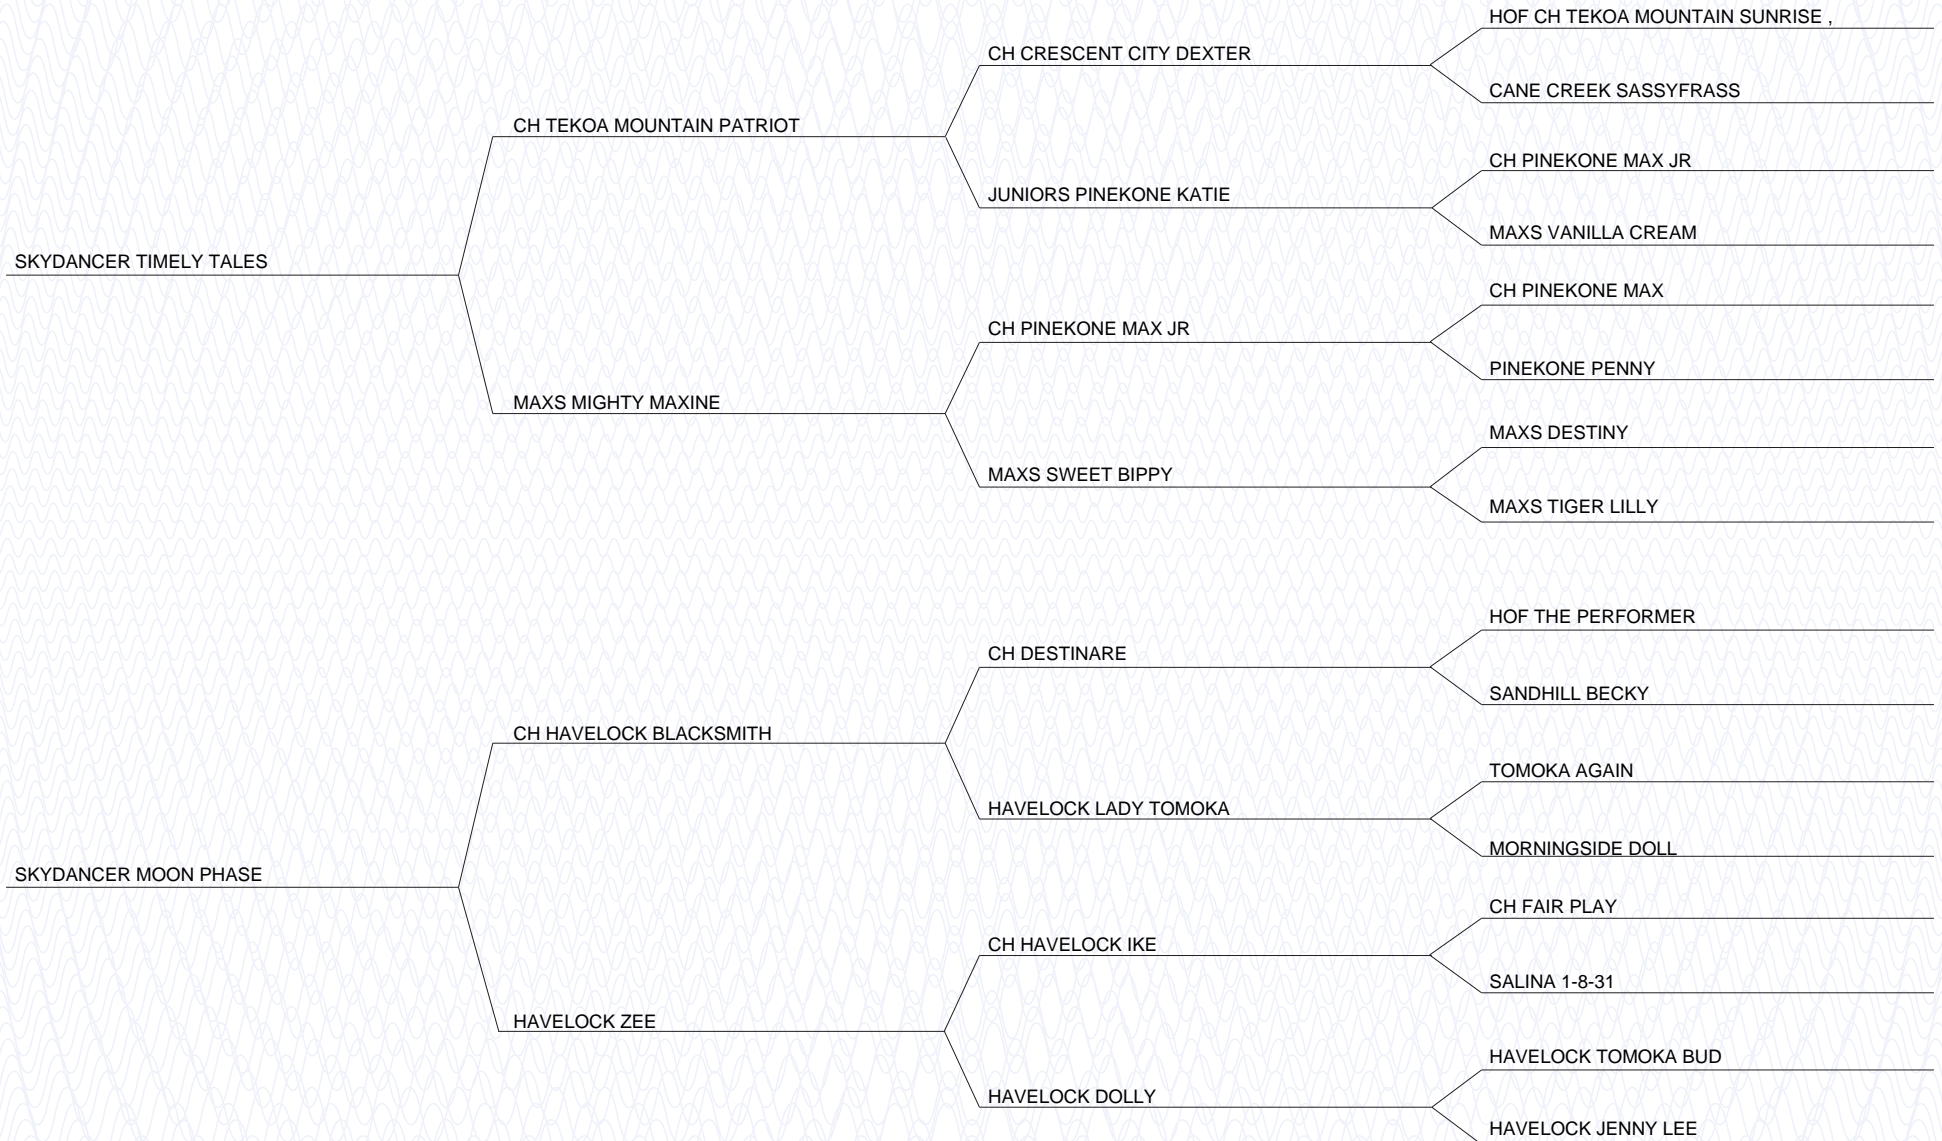 HOF CH TEKOA MOUNTAIN SUNRISE ,
CH CRESCENT CITY DEXTER
CANE CREEK SASSYFRASS
CH TEKOA MOUNTAIN PATRIOT
CH PINEKONE MAX JR
JUNIORS PINEKONE KATIE
MAXS VANILLA CREAM
SKYDANCER TIMELY TALES
CH PINEKONE MAX
CH PINEKONE MAX JR
PINEKONE PENNY
MAXS MIGHTY MAXINE
MAXS DESTINY
MAXS SWEET BIPPY
MAXS TIGER LILLY
HOF THE PERFORMER
CH DESTINARE
SANDHILL BECKY
CH HAVELOCK BLACKSMITH
TOMOKA AGAIN
HAVELOCK LADY TOMOKA
MORNINGSIDE DOLL
SKYDANCER MOON PHASE
CH FAIR PLAY
CH HAVELOCK IKE
SALINA 1-8-31
HAVELOCK ZEE
HAVELOCK TOMOKA BUD
HAVELOCK DOLLY
HAVELOCK JENNY LEE